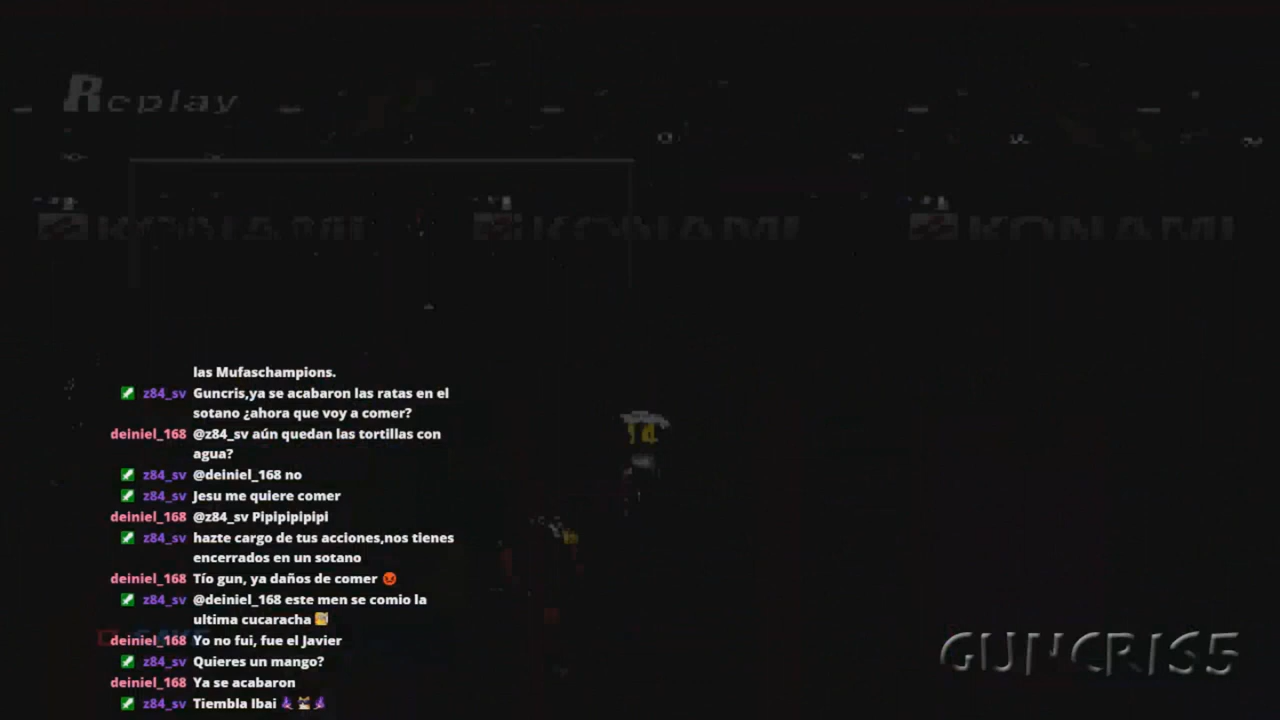 Replay
KONAMI KONAMI KONAMI
las Mufaschampions.
z84_sv Guncris,ya se acabaron las ratas en el
sotano ¿ahora que voy a comer?
deiniel_168 @z84_sv aún quedan las tortillas con
agua?
z84_sv @deiniel_168 no
z84_sv Jesu me quiere comer
deiniel_168 @z84_sv Pipipipipipi
z84_sv hazte cargo de tus acciones,nos tienes
encerrados en un sotano
deiniel_168 Tío gun, ya daños de comer 😡
z84_sv @deiniel_168 este men se comio la
ultima cucaracha
deiniel_168 Yo no fui, fue el Javier
z84_sv Quieres un mango?
deiniel_168 Ya se acabaron
z84_sv Tiembla Ibai
GUNCRIS5